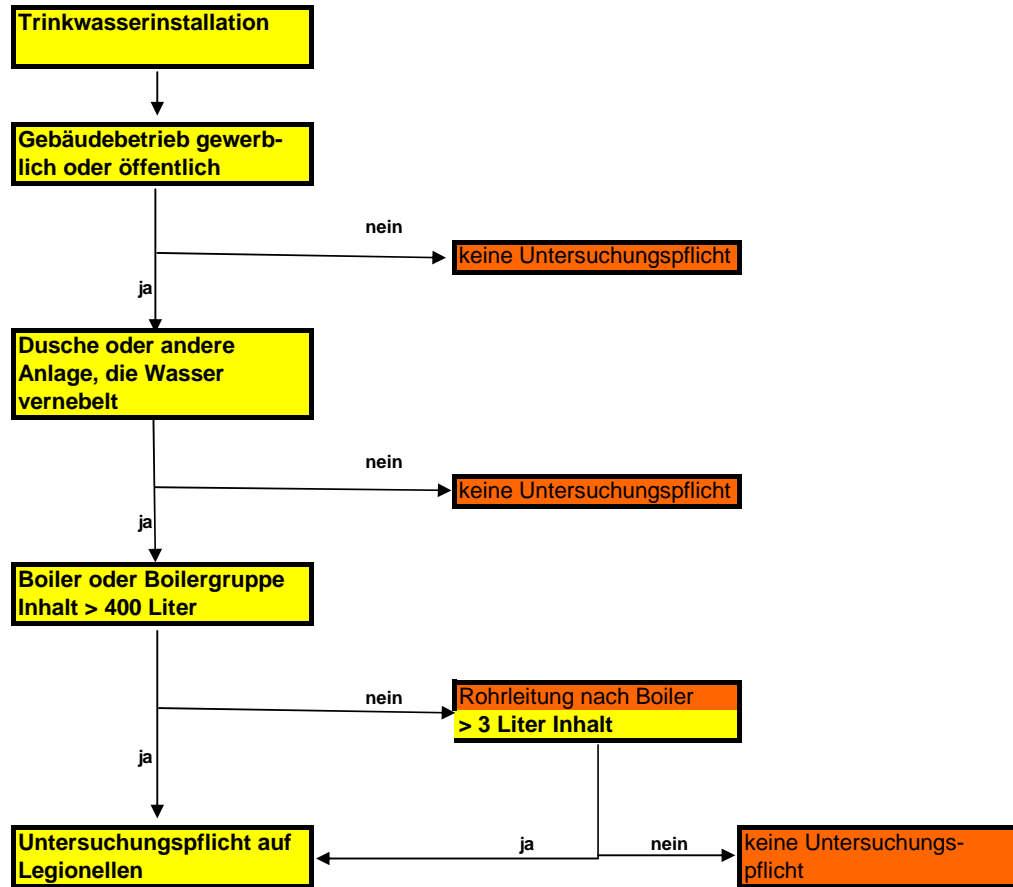 Trinkwasserinstallation
Gebäudebetrieb gewerb-
lich oder öffentlich
nein
keine Untersuchungspflicht
ja
Dusche oder andere
Anlage, die Wasser
vernebelt
nein
keine Untersuchungspflicht
ja
Boiler oder Boilergruppe
Inhalt > 400 Liter
nein
Rohrleitung nach Boiler
> 3 Liter Inhalt
ja
Untersuchungspflicht auf
Legionellen
ja
nein
keine Untersuchungs-
pflicht